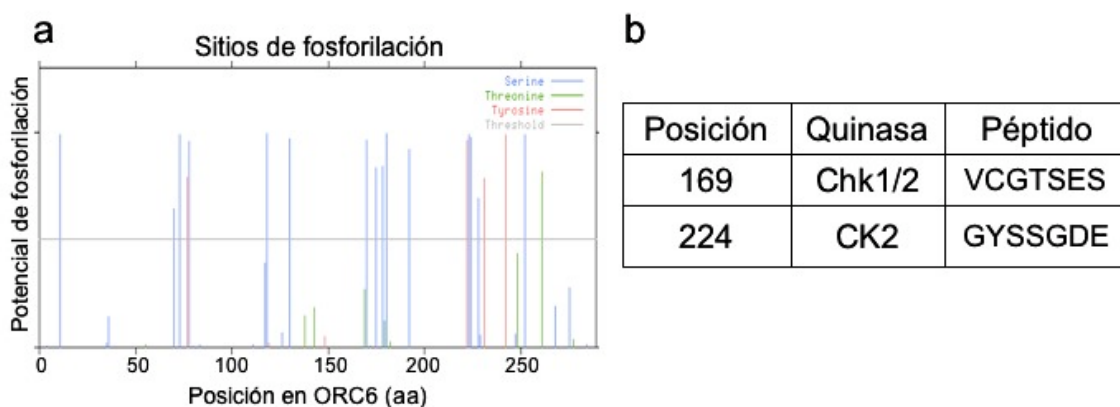 a
Sitios de fosforilación
Potencial de fosforilación
Serine
Threonine
Tyrosine
Threshold
0 50 100 150 200 250
Posición en ORC6 (aa)
b
Posición Quinasa Péptido
169 Chk1/2 VCGTSES
224 CK2 GYSSGDE